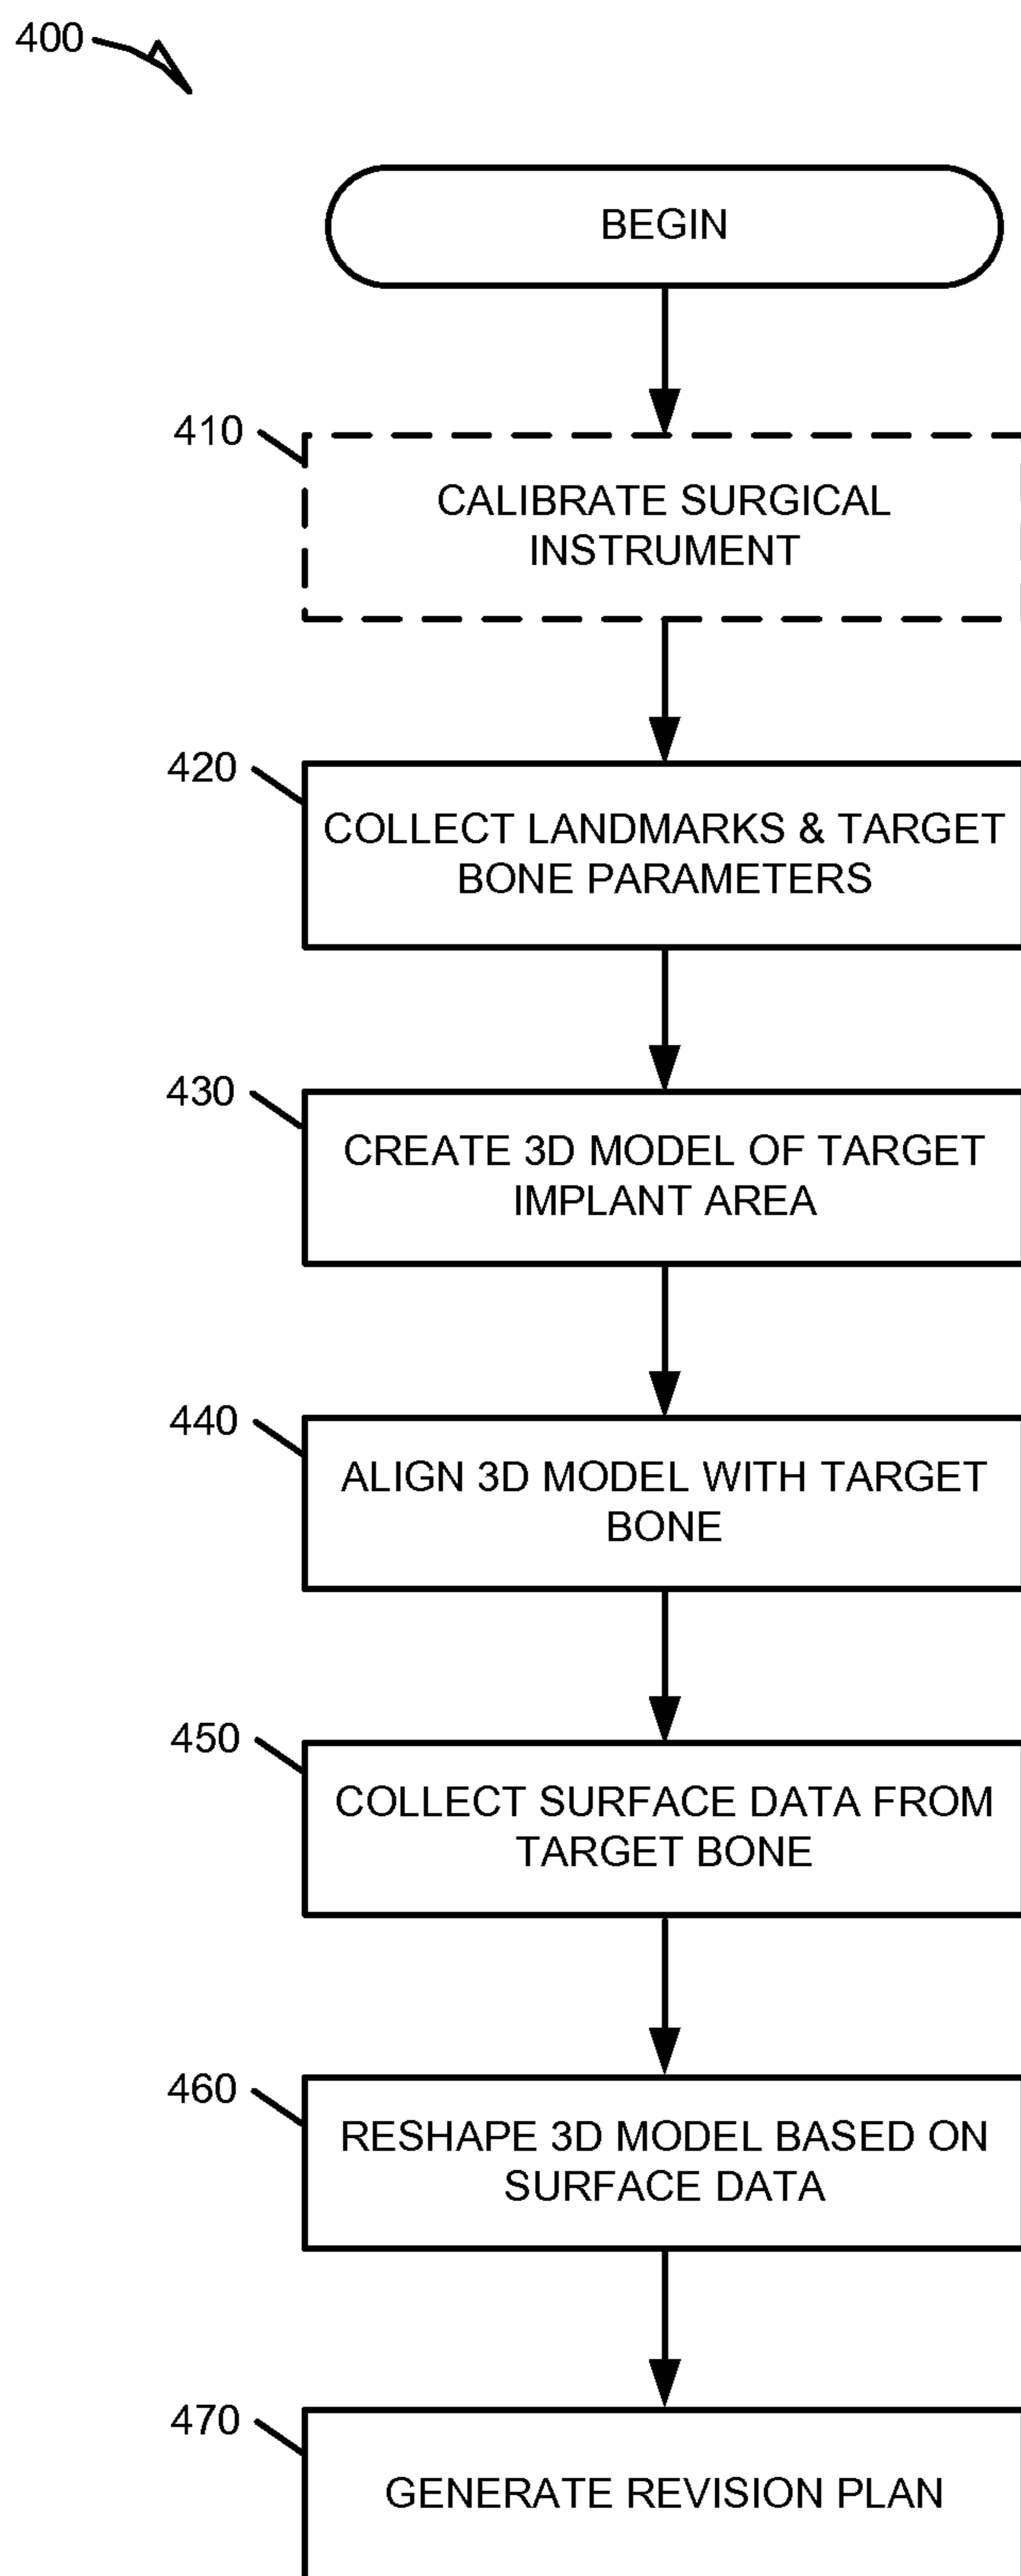 400
BEGIN
410
CALIBRATE SURGICAL
INSTRUMENT
420
COLLECT LANDMARKS & TARGET
BONE PARAMETERS
430
CREATE 3D MODEL OF TARGET
IMPLANT AREA
440
ALIGN 3D MODEL WITH TARGET
BONE
450
COLLECT SURFACE DATA FROM
TARGET BONE
460
RESHAPE 3D MODEL BASED ON
SURFACE DATA
470
GENERATE REVISION PLAN